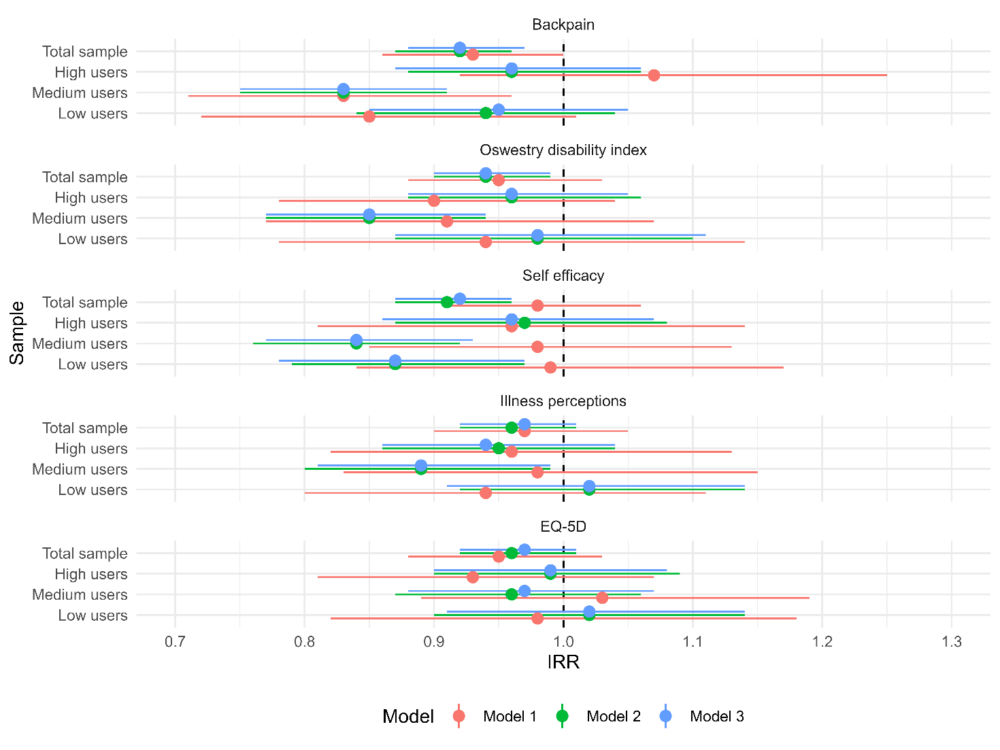 Backpain
Total sample
High users
Medium users
Low users
Oswestry disability index
Total sample
High users
Medium users
Low users
Self efficacy
Total sample
High users
Medium users
Low users
Illness perceptions
Total sample
High users
Medium users
Low users
EQ-5D
Total sample
High users
Medium users
Low users
Sample
0.7 0.8 0.9 1.0 1.1 1.2 1.3
IRR
Model Model 1 Model 2 Model 3